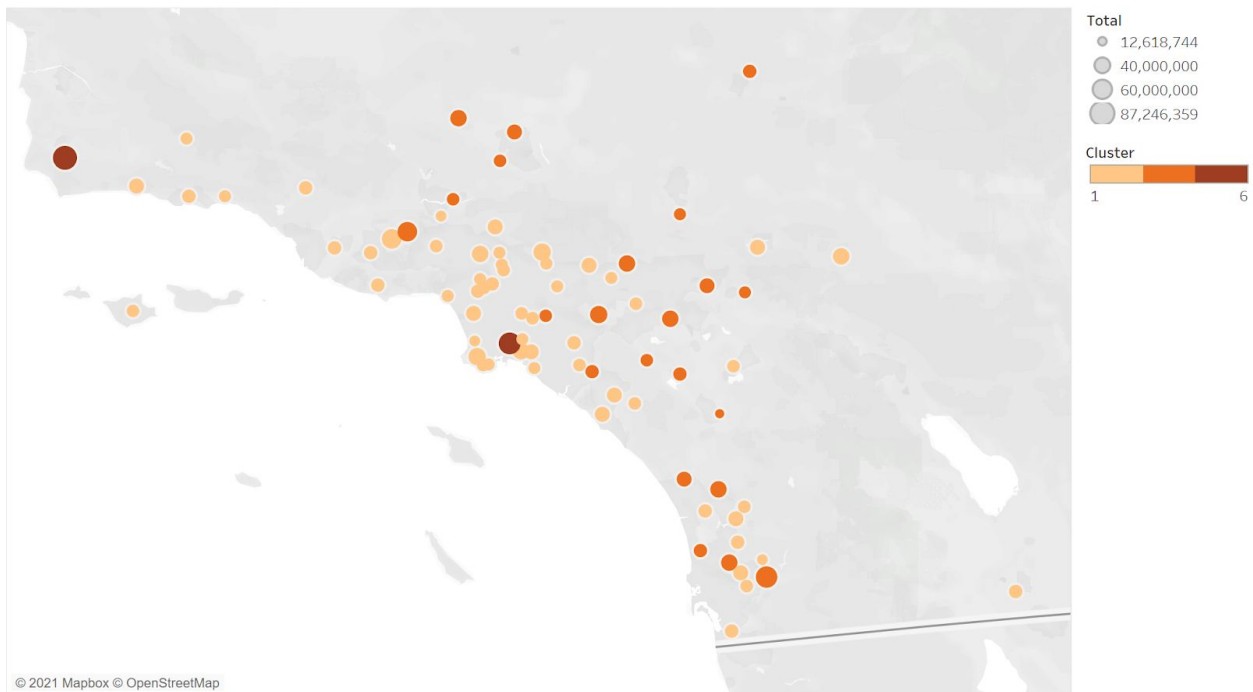 Total
12,618,744
40,000,000
60,000,000
87,246,359
Cluster
1 6
© 2021 Mapbox © OpenStreetMap